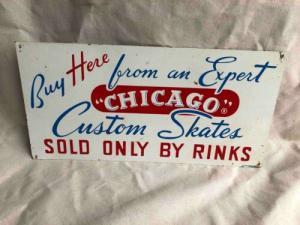 Buy Here from an Expert
"CHICAGO"®
Custom Skates
SOLD ONLY BY RINKS